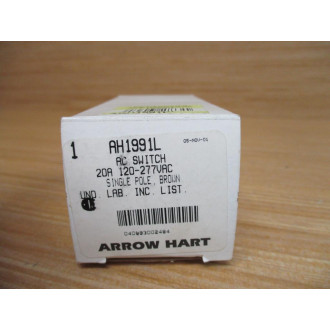 1 AH1991L
AC SWITCH
20A 120-277VAC
SINGLE POLE, BROWN
UND. LAB. INC. LIST.
ARROW HART